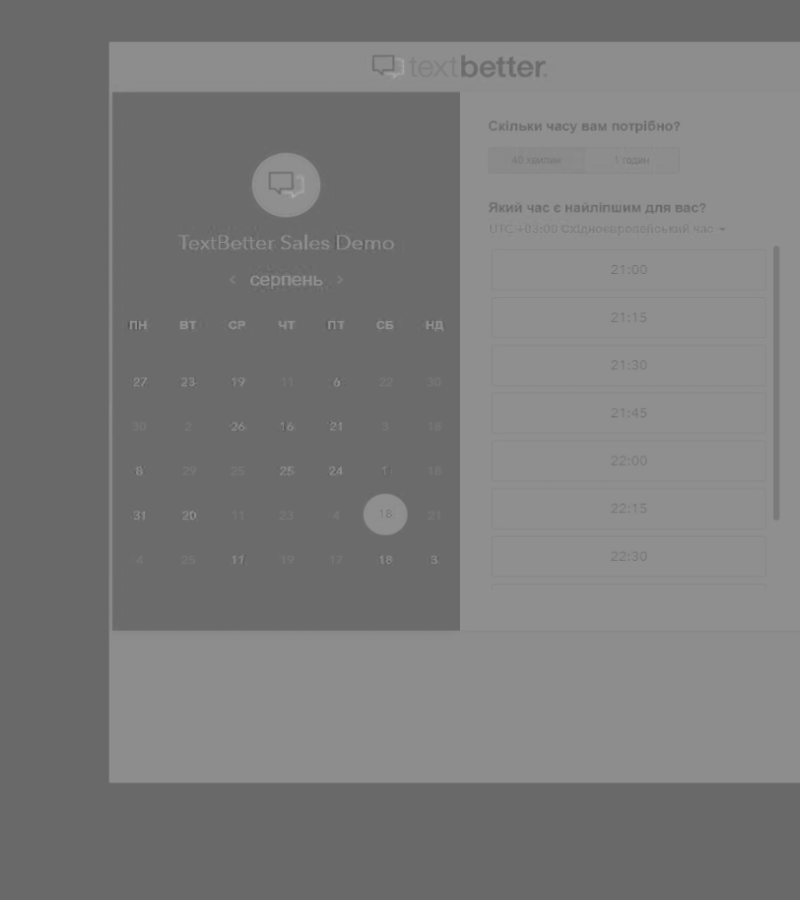 textbetter
TextBetter Sales Demo
< серпень >
ПН ВТ СР ЧТ ПТ СБ НД
27 23 19 11 6 22 30
30 2 26 16 21 3 18
8 29 25 24 18
31 20 11 23 4 16 21
4 25 11 19 17 18
Скільки часу вам потрібно?
40 хвилин 1 годин
Який час є найліпшим для вас?
UTC +03:00 Східноєвропейський час
21:00
21:15
21:30
21:45
22:00
22:15
22:30